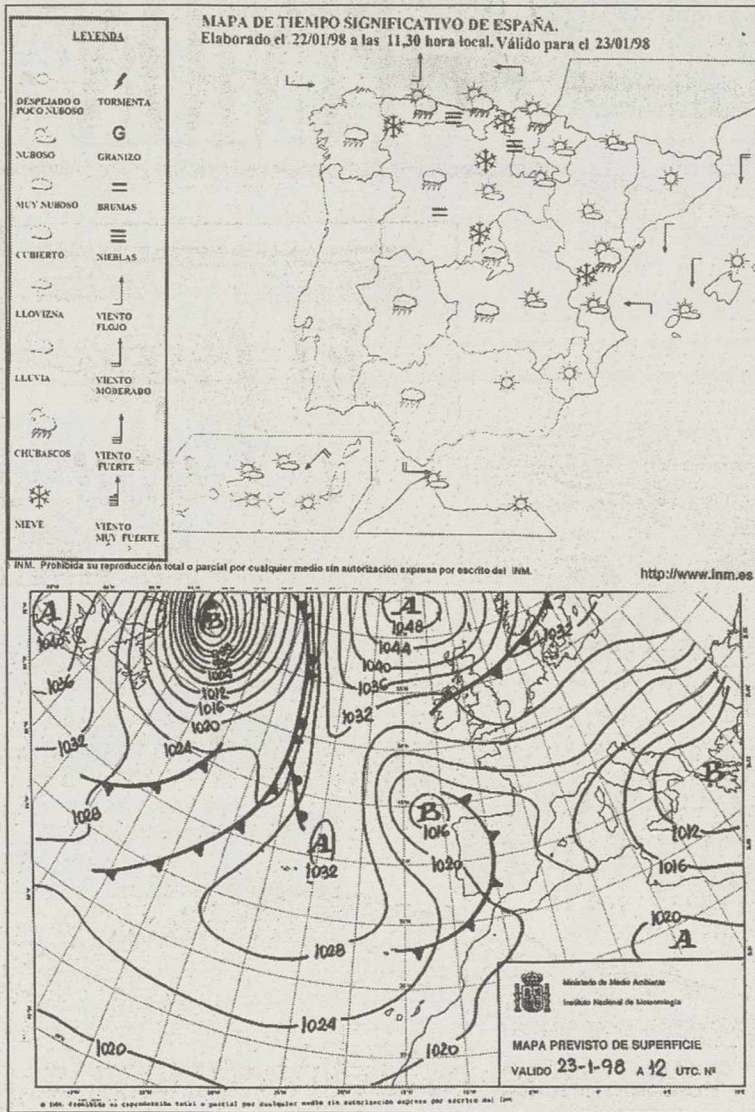 MAPA DE TIEMPO SIGNIFICATIVO DE ESPAÑA.
Elaborado el 22/01/98 a las 11,30 hora local. Válido para el 23/01/98
LEYENDA
DESPEJADO O POCO NUBOSO
TORMENTA
NUBOSO
G
GRANIZO
MUY NUBOSO
BRUMAS
CUBIERTO
NIEBLAS
LLOVIZNA
VIENTO FLOJO
LLUVIA
VIENTO MODERADO
CHUBASCOS
VIENTO FUERTE
NIEVE
VIENTO MUY FUERTE
INM. Prohibida su reproducción total o parcial por cualquier medio sin autorización expresa por escrito del INM.
http://www.inm.es
A
B
A
1048
1044
1040
1036
1032
1032
1036
1032
1028
1004
1012
1016
1020
1024
A
1032
B
1016
1020
B
1012
1016
1020
A
1028
1024
1020
1020
Ministerio de Medio Ambiente
Instituto Nacional de Meteorología
MAPA PREVISTO DE SUPERFICIE
VALIDO 23-1-98 A 12 UTC. Nº